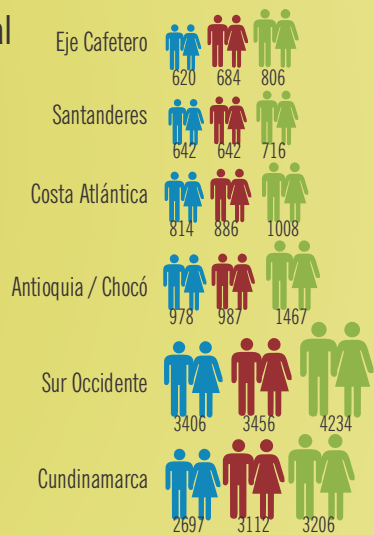 al
Eje Cafetero
620 684 806
Santanderes
642 642 716
Costa Atlántica
814 886 1008
Antioquia / Chocó
978 987 1467
Sur Occidente
3406 3456 4234
Cundinamarca
2697 3112 3206